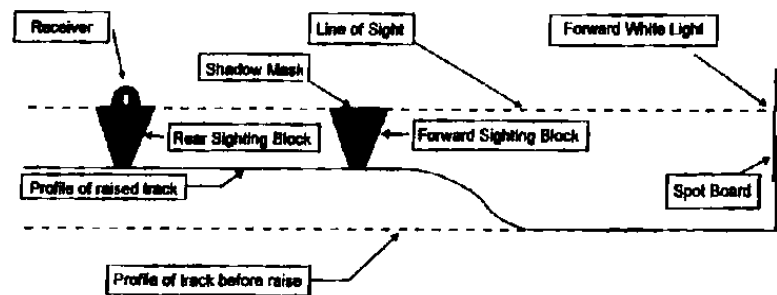 Receiver
Line of Sight
Forward White Light
Shadow Mask
Rear Sighting Block
Forward Sighting Block
Profile of raised track
Spot Board
Profile of track before raise